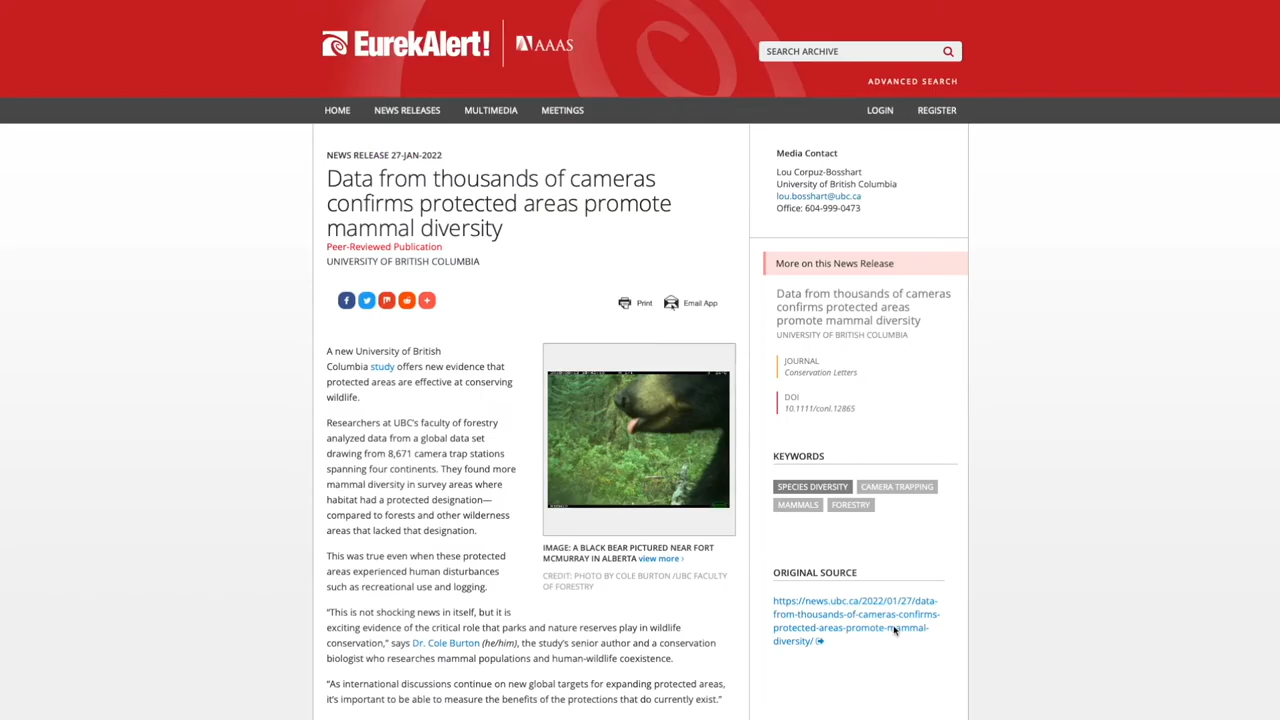 EurekAlert!
AAAS
SEARCH ARCHIVE
ADVANCED SEARCH
HOME NEWS RELEASES MULTIMEDIA MEETINGS LOGIN REGISTER
NEWS RELEASE 27-JAN-2022
Data from thousands of cameras
confirms protected areas promote
mammal diversity
Peer-Reviewed Publication
UNIVERSITY OF BRITISH COLUMBIA
Print Email App
A new University of British
Columbia study offers new evidence that
protected areas are effective at conserving
wildlife.
Researchers at UBC's faculty of forestry
analyzed data from a global data set
drawing from 8,671 camera trap stations
spanning four continents. They found more
mammal diversity in survey areas where
habitat had a protected designation—
compared to forests and other wilderness
areas that lacked that designation.
This was true even when these protected
areas experienced human disturbances
such as recreational use and logging.
"This is not shocking news in itself, but it is
exciting evidence of the critical role that parks and nature reserves play in wildlife
conservation," says Dr. Cole Burton (he/him), the study's senior author and a conservation
biologist who researches mammal populations and human-wildlife coexistence.
"As international discussions continue on new global targets for expanding protected areas,
it's important to be able to measure the benefits of the protections that do currently exist."
IMAGE: A BLACK BEAR PICTURED NEAR FORT
MCMURRAY IN ALBERTA view more ›
CREDIT: PHOTO BY COLE BURTON /UBC FACULTY
OF FORESTRY
Media Contact
Lou Corpuz-Bosshart
University of British Columbia
lou.bosshart@ubc.ca
Office: 604-999-0473
More on this News Release
Data from thousands of cameras
confirms protected areas
promote mammal diversity
UNIVERSITY OF BRITISH COLUMBIA
JOURNAL
Conservation Letters
DOI
10.1111/conl.12865
KEYWORDS
SPECIES DIVERSITY CAMERA TRAPPING
MAMMALS FORESTRY
ORIGINAL SOURCE
https://news.ubc.ca/2022/01/27/data-
from-thousands-of-cameras-confirms-
protected-areas-promote-mammal-
diversity/